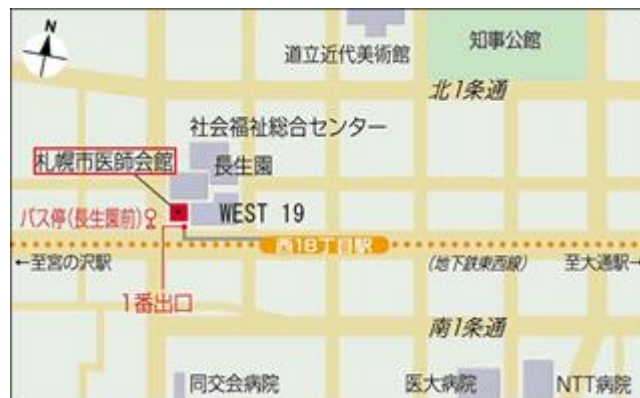 N
道立近代美術館
知事公館
北1条通
社会福祉総合センター
札幌市医師会館
長生園
バス停(長生園前)
WEST 19
西18丁目駅
←至宮の沢駅
(地下鉄東西線)
至大通駅→
1番出口
南1条通
同交会病院
医大病院
NTT病院